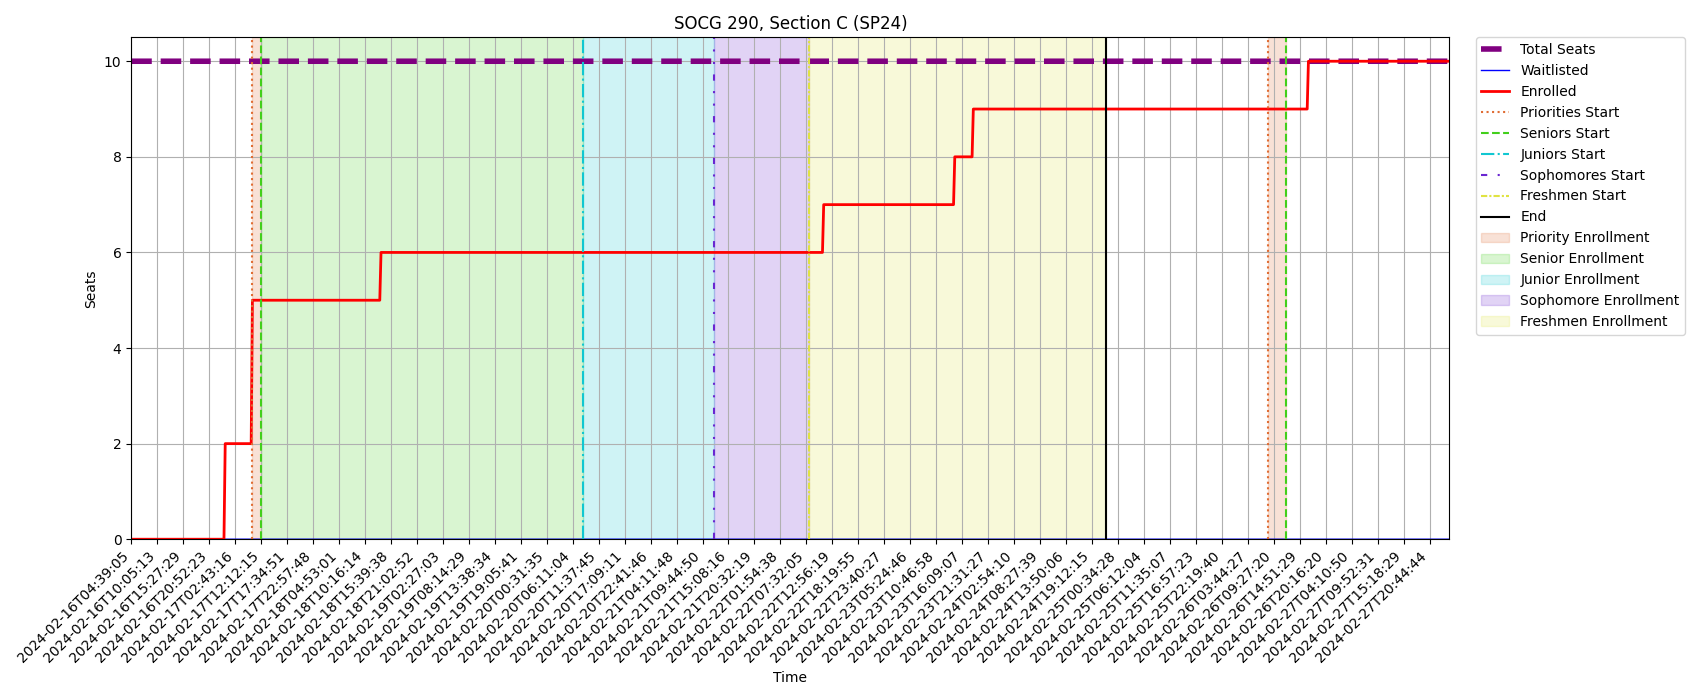 SOCG 290, Section C (SP24)
Seats
10
8
6
4
2
0
2024-02-16T04:39:05
2024-02-16T10:05:13
2024-02-16T15:27:29
2024-02-16T20:52:23
2024-02-17T02:43:16
2024-02-17T12:12:15
2024-02-17T17:34:51
2024-02-17T22:57:48
2024-02-18T04:53:01
2024-02-18T10:16:14
2024-02-18T15:39:38
2024-02-18T21:02:52
2024-02-19T02:27:03
2024-02-19T08:14:29
2024-02-19T13:38:34
2024-02-19T19:05:41
2024-02-20T00:31:35
2024-02-20T06:11:04
2024-02-20T11:37:45
2024-02-20T17:09:11
2024-02-20T22:41:46
2024-02-21T04:11:48
2024-02-21T09:44:50
2024-02-21T15:08:16
2024-02-21T20:32:19
2024-02-22T01:54:38
2024-02-22T07:32:05
2024-02-22T12:56:19
2024-02-22T18:19:55
2024-02-22T23:40:27
2024-02-23T05:24:46
2024-02-23T10:46:58
2024-02-23T16:09:07
2024-02-23T21:31:27
2024-02-24T02:54:10
2024-02-24T08:27:39
2024-02-24T13:50:06
2024-02-24T19:12:15
2024-02-25T00:34:28
2024-02-25T06:12:04
2024-02-25T11:35:07
2024-02-25T16:57:23
2024-02-25T22:19:40
2024-02-26T03:44:27
2024-02-26T09:27:20
2024-02-26T14:51:29
2024-02-26T20:16:20
2024-02-27T04:10:50
2024-02-27T09:52:31
2024-02-27T15:18:29
2024-02-27T20:44:44
Time
Total Seats
Waitlisted
Enrolled
Priorities Start
Seniors Start
Juniors Start
Sophomores Start
Freshmen Start
End
Priority Enrollment
Senior Enrollment
Junior Enrollment
Sophomore Enrollment
Freshmen Enrollment